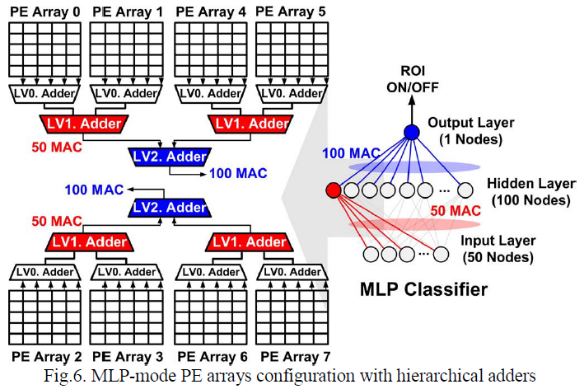 PE Array 0 PE Array 1 PE Array 4 PE Array 5
LV0. Adder LV0. Adder LV0. Adder LV0. Adder
LV1. Adder LV1. Adder
50 MAC
LV2. Adder
100 MAC
100 MAC
LV2. Adder
50 MAC
LV1. Adder LV1. Adder
LV0. Adder LV0. Adder LV0. Adder LV0. Adder
PE Array 2 PE Array 3 PE Array 6 PE Array 7
ROI
ON/OFF
Output Layer
(1 Nodes)
100 MAC
Hidden Layer
(100 Nodes)
...
50 MAC
Input Layer
(50 Nodes)
...
MLP Classifier
Fig.6. MLP-mode PE arrays configuration with hierarchical adders